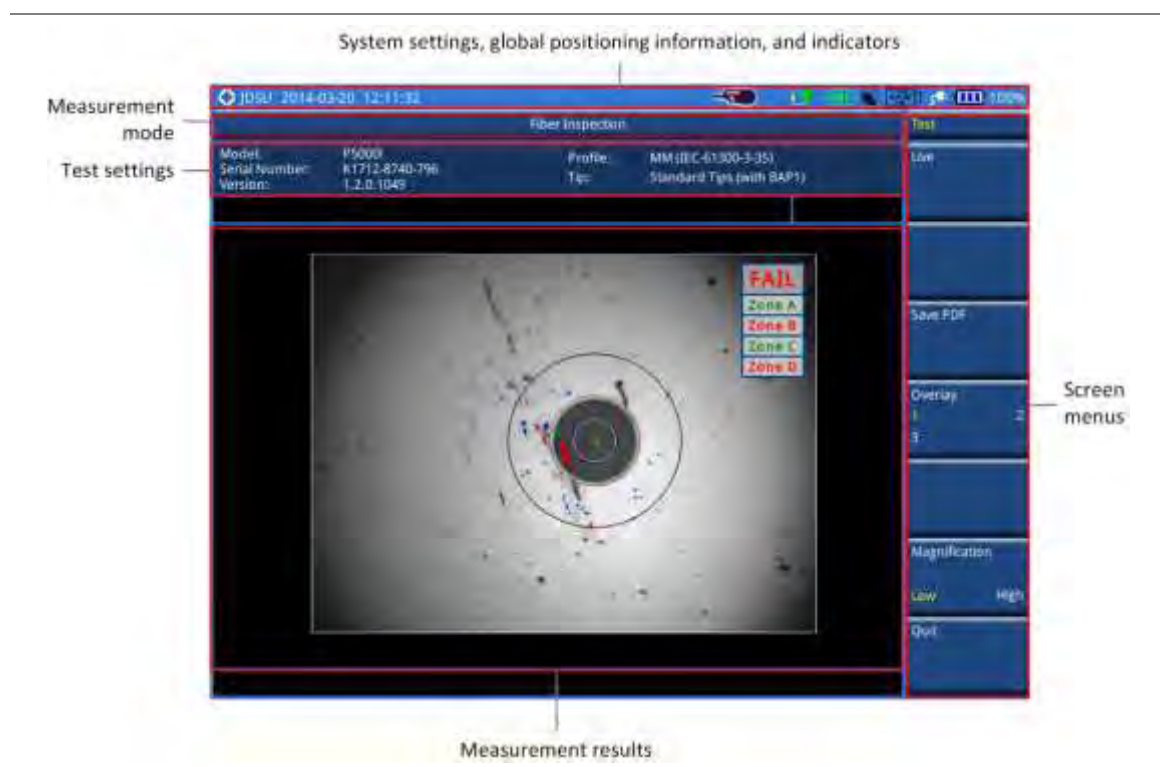 System settings, global positioning information, and indicators
JDSU 2014-03-20 12:11:32
100%
Measurement
mode
Fiber Inspection
Test
Test settings
Model: P5000i Profile: MM (IEC-61300-3-35)
Serial Number: K1712-8740-796 Tip: Standard Tips (with BAP1)
Version: 1.2.0.1049
Live
FAIL
Zone A
Zone B
Zone C
Zone D
Save PDF
Overlay
1 2
3
Screen
menus
Magnification
Low High
Quit
Measurement results